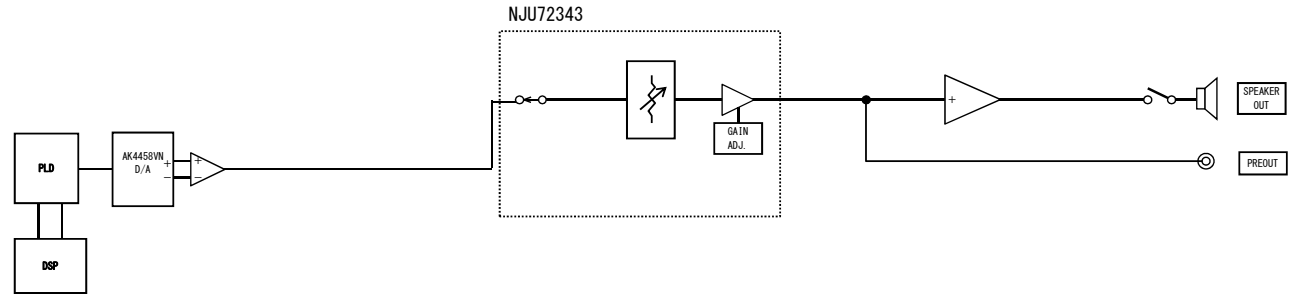 NJU72343
GAIN
ADJ.
SPEAKER
OUT
PREOUT
PLD
AK4458VN
D/A
+
−
+
−
+
DSP